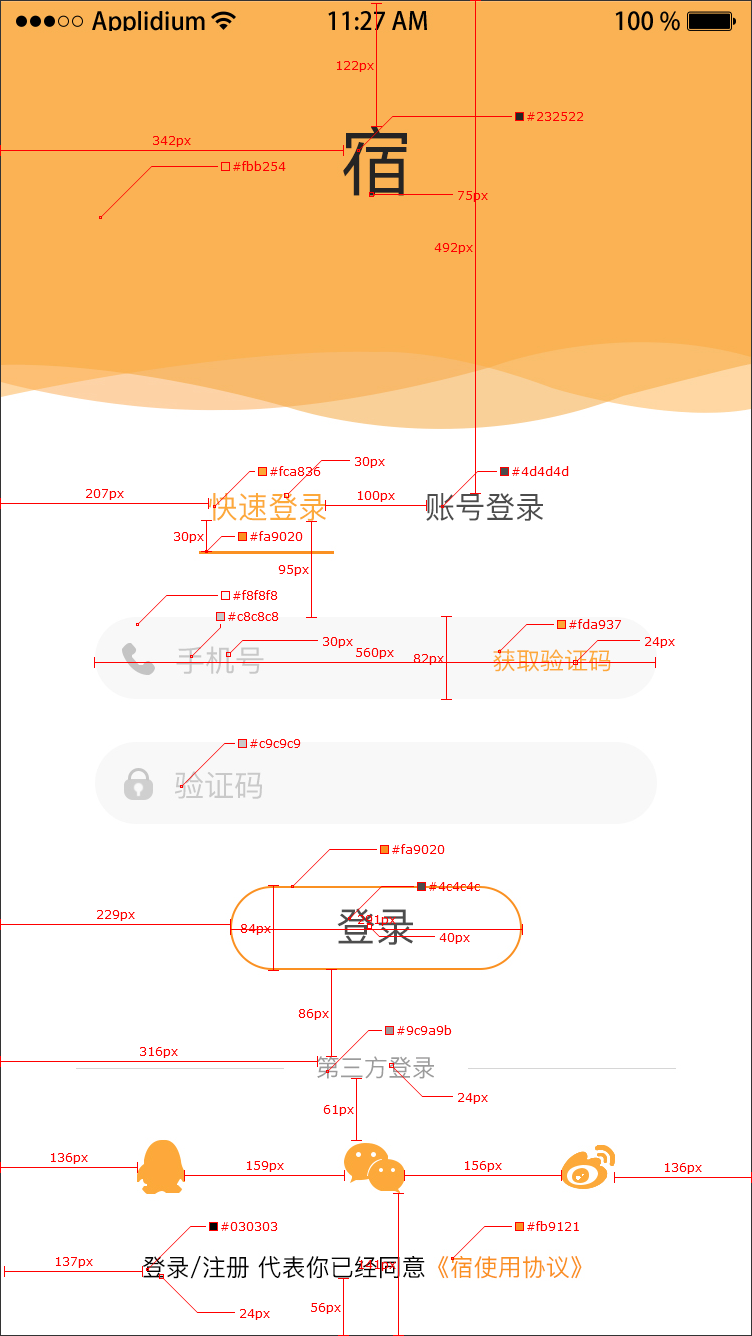 Applidium 11:27 AM 100 %
122px
#232522
342px
#fbb254
宿
75px
492px
#fca836 30px #4d4d4d
207px 快速登录 100px 账号登录
30px #fa9020
95px
#f8f8f8
#c8c8c8 #fda937
手机号 30px 560px 82px 获取验证码 24px
#c9c9c9
验证码
#fa9020
#4c4c4c
229px 84px 登录 40px
86px
#9c9a9b
316px
第三方登录
24px
61px
136px 159px 156px 136px
#030303 #fb9121
137px 登录/注册 代表你已经同意《宿使用协议》
24px 56px